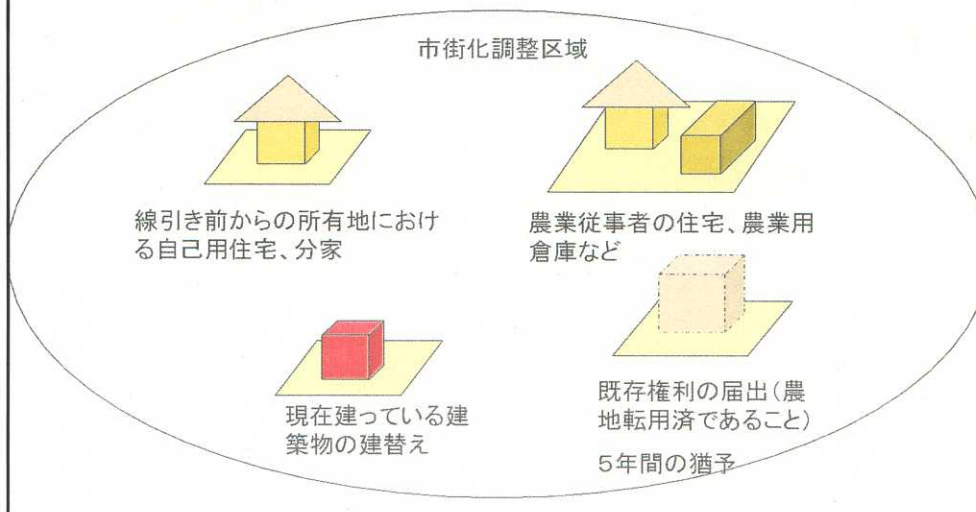 市街化調整区域
線引き前からの所有地におけ
る自己用住宅、分家
農業従事者の住宅、農業用
倉庫など
現在建っている建
築物の建替え
既存権利の届出(農
地転用済であること)
5年間の猶予